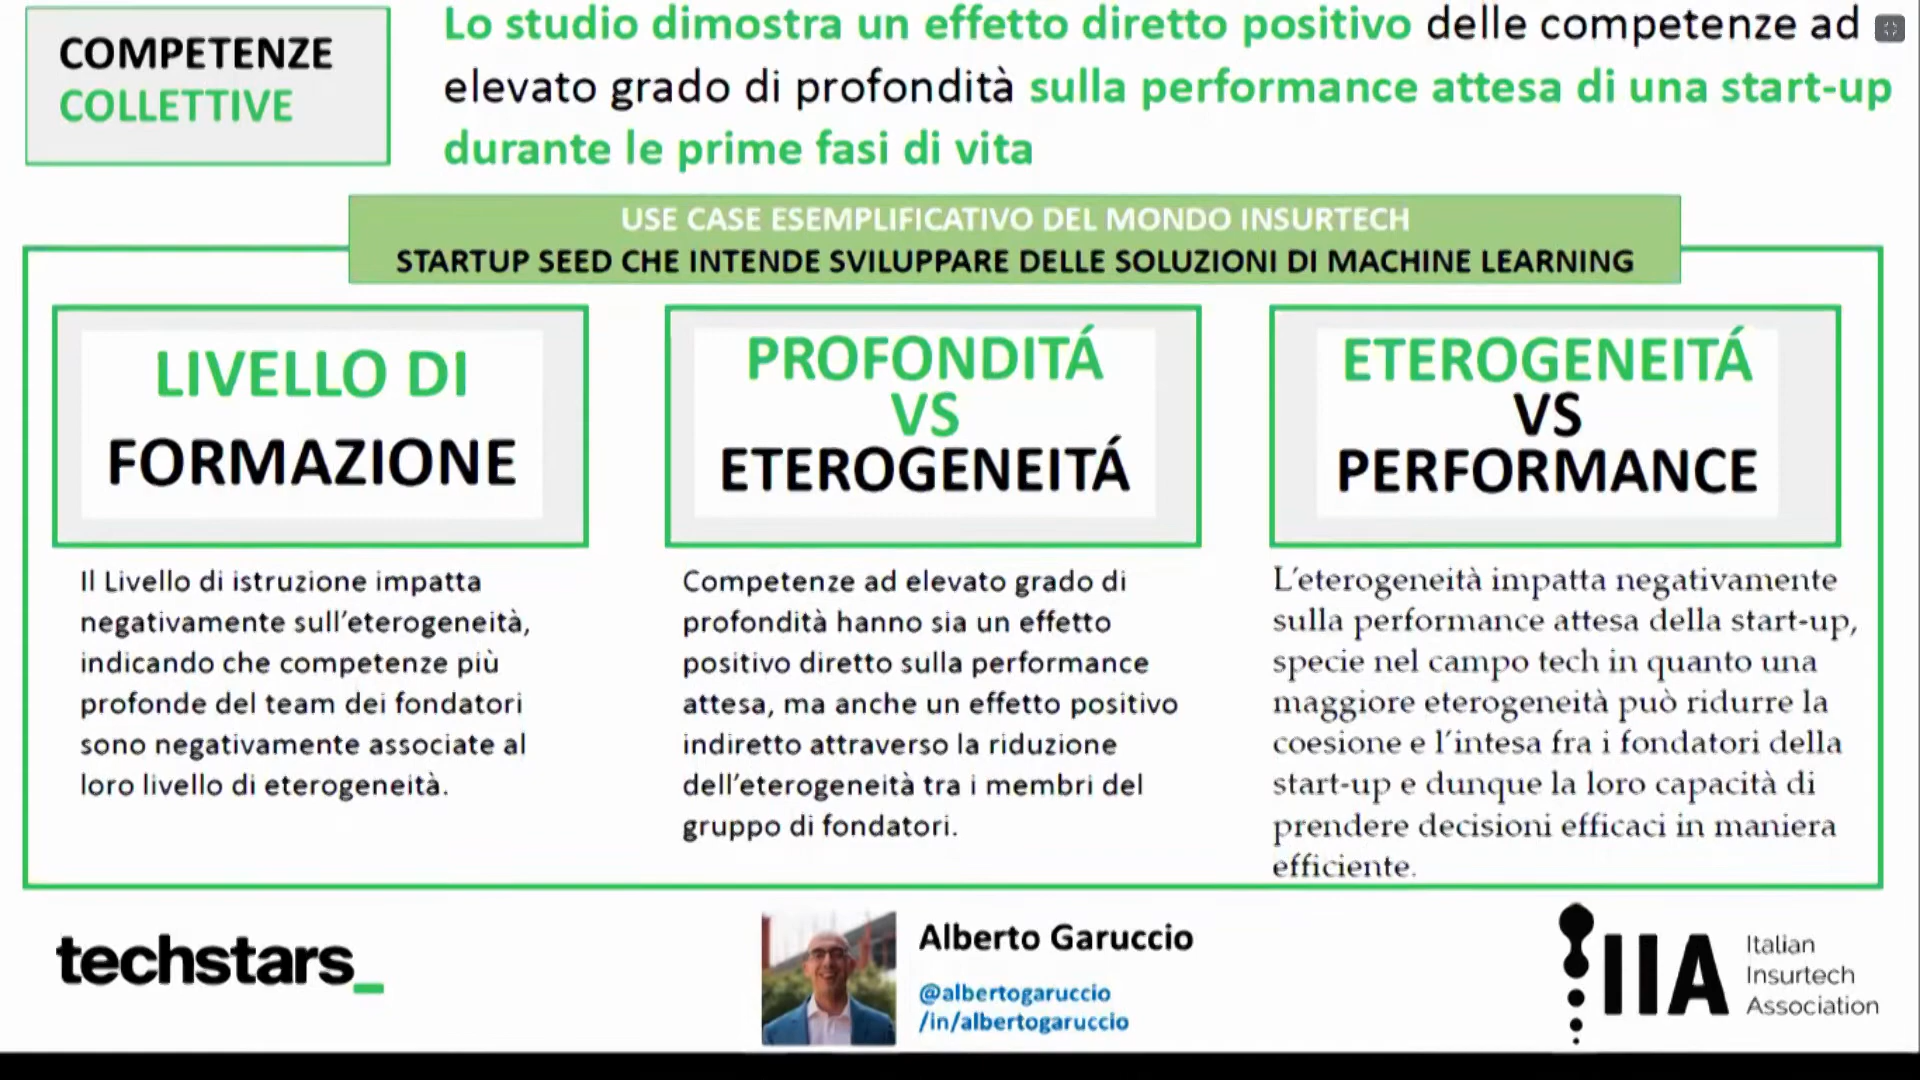 COMPETENZE
COLLETTIVE
Lo studio dimostra un effetto diretto positivo delle competenze ad
elevato grado di profondità sulla performance attesa di una start-up
durante le prime fasi di vita
USE CASE ESEMPLIFICATIVO DEL MONDO INSURTECH
STARTUP SEED CHE INTENDE SVILUPPARE DELLE SOLUZIONI DI MACHINE LEARNING
LIVELLO DI
FORMAZIONE
Il Livello di istruzione impatta
negativamente sull'eterogeneità,
indicando che competenze più
profonde del team dei fondatori
sono negativamente associate al
loro livello di eterogeneità.
PROFONDITÁ
VS
ETEROGENEITÁ
Competenze ad elevato grado di
profondità hanno sia un effetto
positivo diretto sulla performance
attesa, ma anche un effetto positivo
indiretto attraverso la riduzione
dell'eterogeneità tra i membri del
gruppo di fondatori.
ETEROGENEITÁ
VS
PERFORMANCE
L'eterogeneità impatta negativamente
sulla performance attesa della start-up,
specie nel campo tech in quanto una
maggiore eterogeneità può ridurre la
coesione e l'intesa fra i fondatori della
start-up e dunque la loro capacità di
prendere decisioni efficaci in maniera
efficiente.
techstars_
Alberto Garuccio
@albertogaruccio
/in/albertogaruccio
IIA
Italian
Insurtech
Association